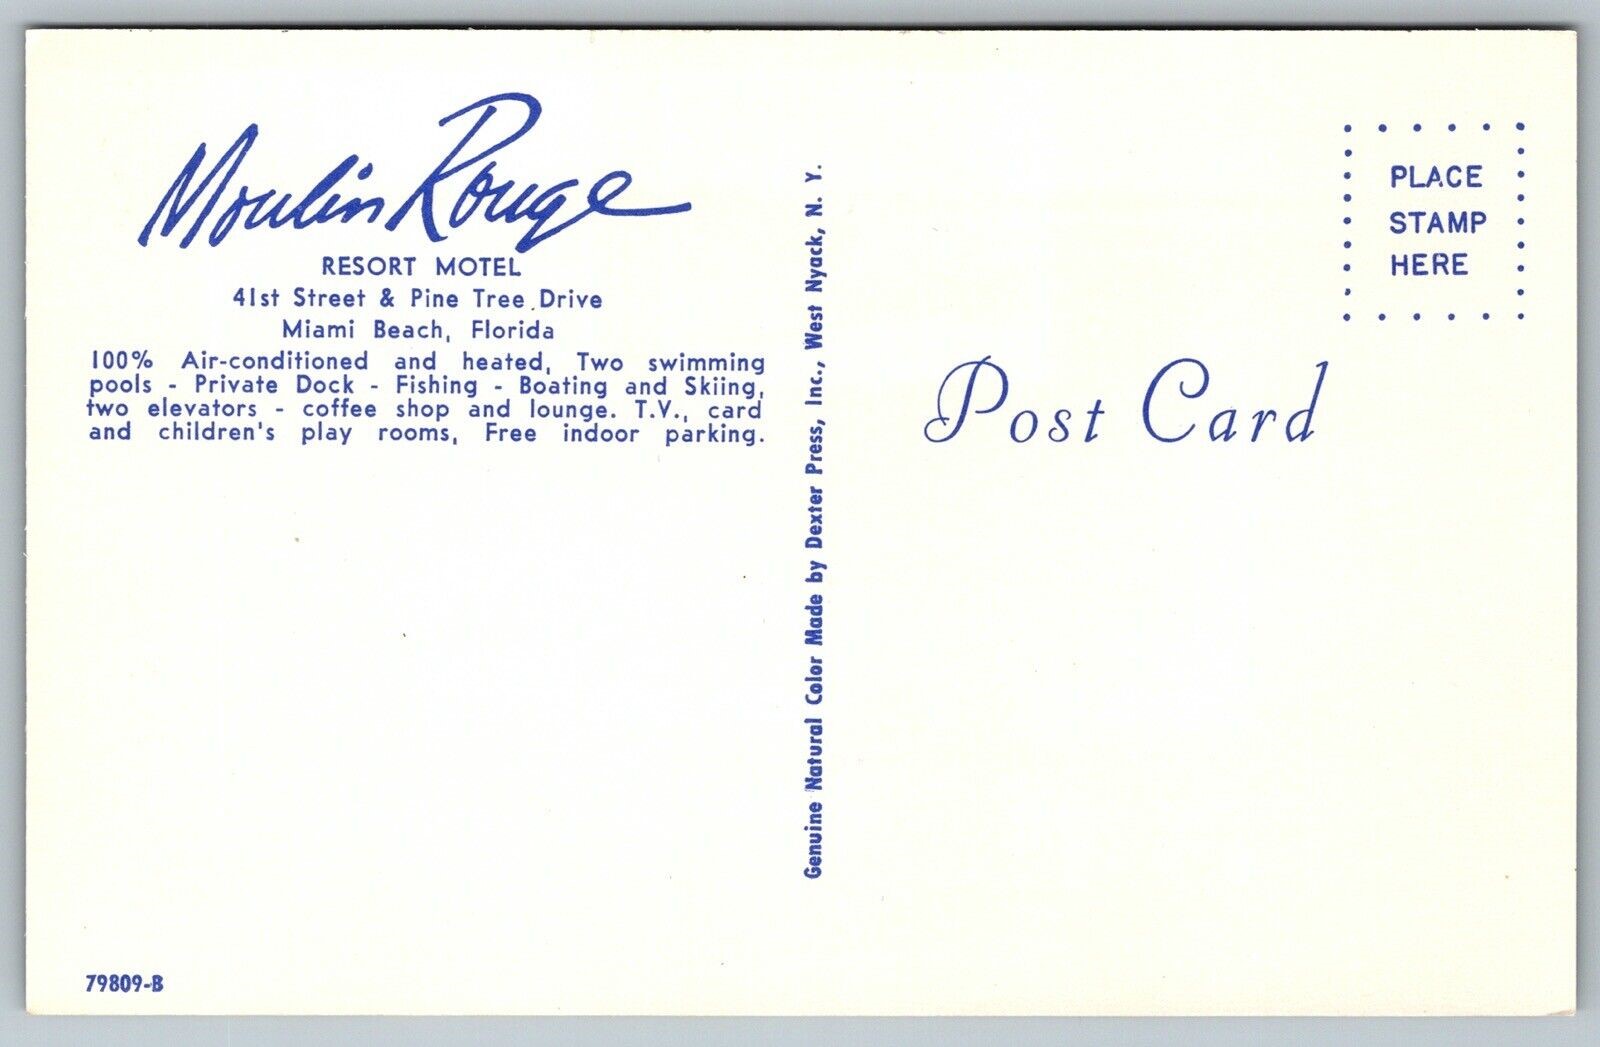 Moulin Rouge
RESORT MOTEL
41st Street & Pine Tree Drive
Miami Beach, Florida
100% Air-conditioned and heated, Two swimming
pools - Private Dock - Fishing - Boating and Skiing,
two elevators - coffee shop and lounge. T.V., card
and children's play rooms, Free indoor parking.
79809-B
Genuine Natural Color Made by Dexter Press, Inc., West Nyack, N. Y.
PLACE
STAMP
HERE
Post Card